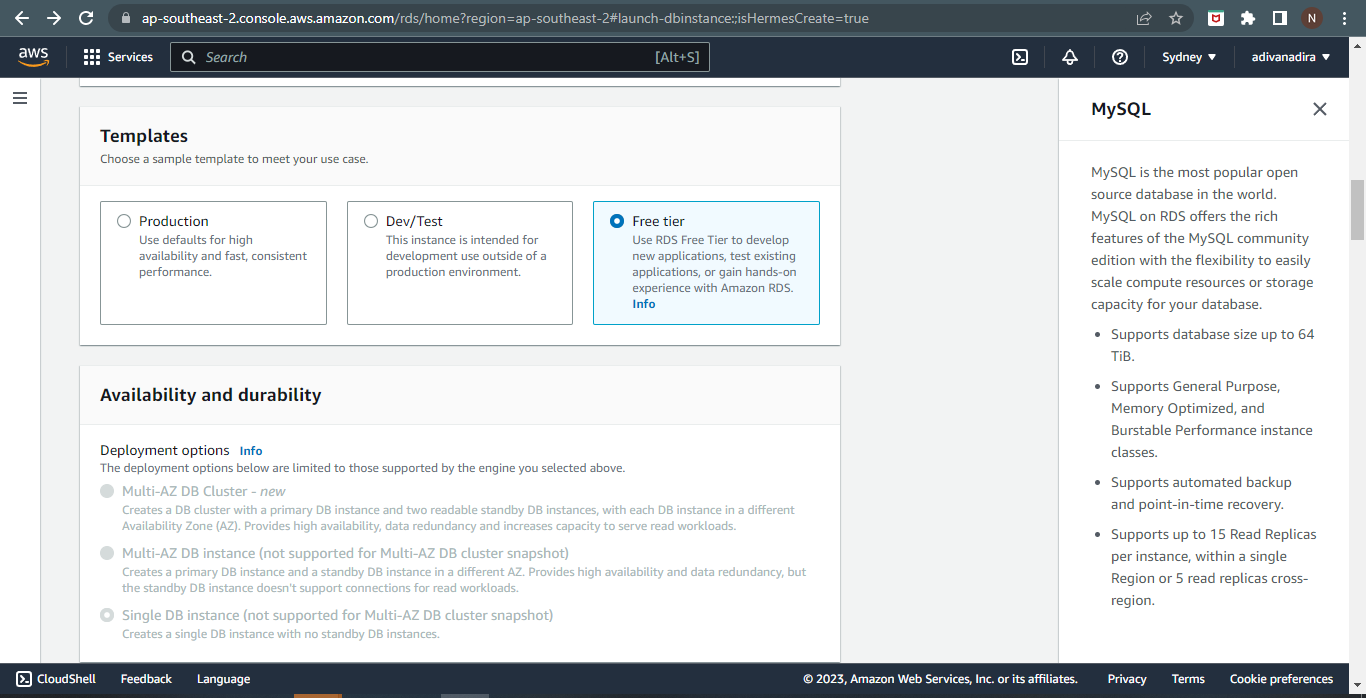 ap-southeast-2.console.aws.amazon.com/rds/home?region=ap-southeast-2#launch-dbinstance;isHermesCreate=true
N
aws
Services
Search
[Alt+S]
Sydney ▼
adivanadira ▼
Templates
Choose a sample template to meet your use case.
Production
Use defaults for high
availability and fast, consistent
performance.
Dev/Test
This instance is intended for
development use outside of a
production environment.
Free tier
Use RDS Free Tier to develop
new applications, test existing
applications, or gain hands-on
experience with Amazon RDS.
Info
Availability and durability
Deployment options Info
The deployment options below are limited to those supported by the engine you selected above.
Multi-AZ DB Cluster - new
Creates a DB cluster with a primary DB instance and two readable standby DB instances, with each DB instance in a different
Availability Zone (AZ). Provides high availability, data redundancy and increases capacity to serve read workloads.
Multi-AZ DB instance (not supported for Multi-AZ DB cluster snapshot)
Creates a primary DB instance and a standby DB instance in a different AZ. Provides high availability and data redundancy, but
the standby DB instance doesn't support connections for read workloads.
Single DB instance (not supported for Multi-AZ DB cluster snapshot)
Creates a single DB instance with no standby DB instances.
MySQL
MySQL is the most popular open
source database in the world.
MySQL on RDS offers the rich
features of the MySQL community
edition with the flexibility to easily
scale compute resources or storage
capacity for your database.
• Supports database size up to 64
TiB.
• Supports General Purpose,
Memory Optimized, and
Burstable Performance instance
classes.
• Supports automated backup
and point-in-time recovery.
• Supports up to 15 Read Replicas
per instance, within a single
Region or 5 read replicas cross-
region.
CloudShell
Feedback
Language
© 2023, Amazon Web Services, Inc. or its affiliates.
Privacy
Terms
Cookie preferences